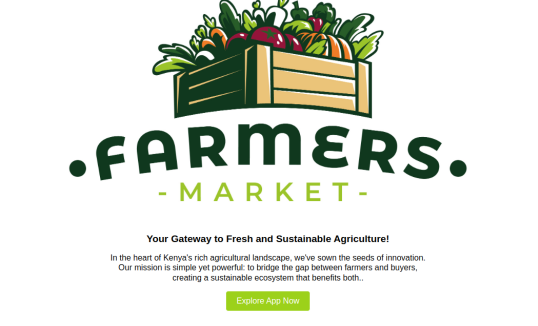 •FARMERS•
- MARKET -
Your Gateway to Fresh and Sustainable Agriculture!
In the heart of Kenya's rich agricultural landscape, we've sown the seeds of innovation.
Our mission is simple yet powerful: to bridge the gap between farmers and buyers,
creating a sustainable ecosystem that benefits both..
Explore App Now